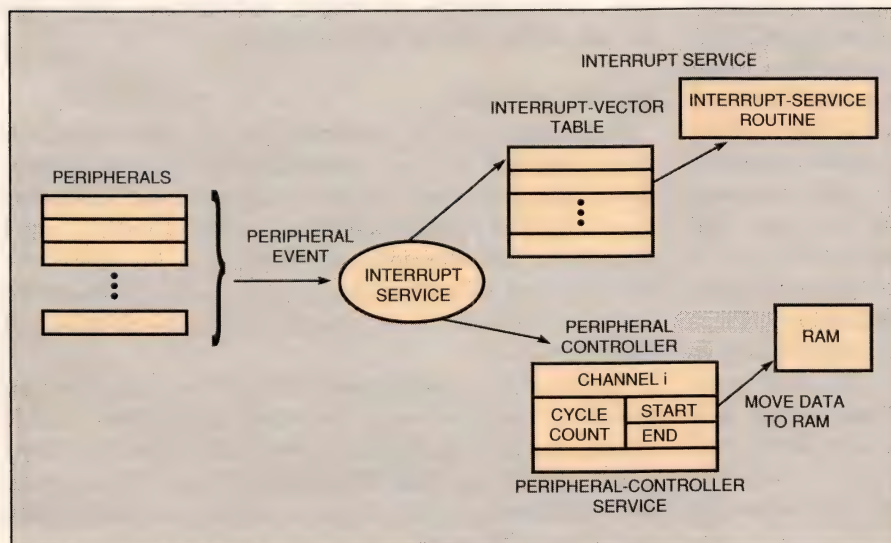 PERIPHERALS
PERIPHERAL
EVENT
INTERRUPT
SERVICE
INTERRUPT-VECTOR
TABLE
INTERRUPT SERVICE
INTERRUPT-SERVICE
ROUTINE
PERIPHERAL
CONTROLLER
CHANNEL i
CYCLE
COUNT
START
END
PERIPHERAL-CONTROLLER
SERVICE
RAM
MOVE DATA
TO RAM